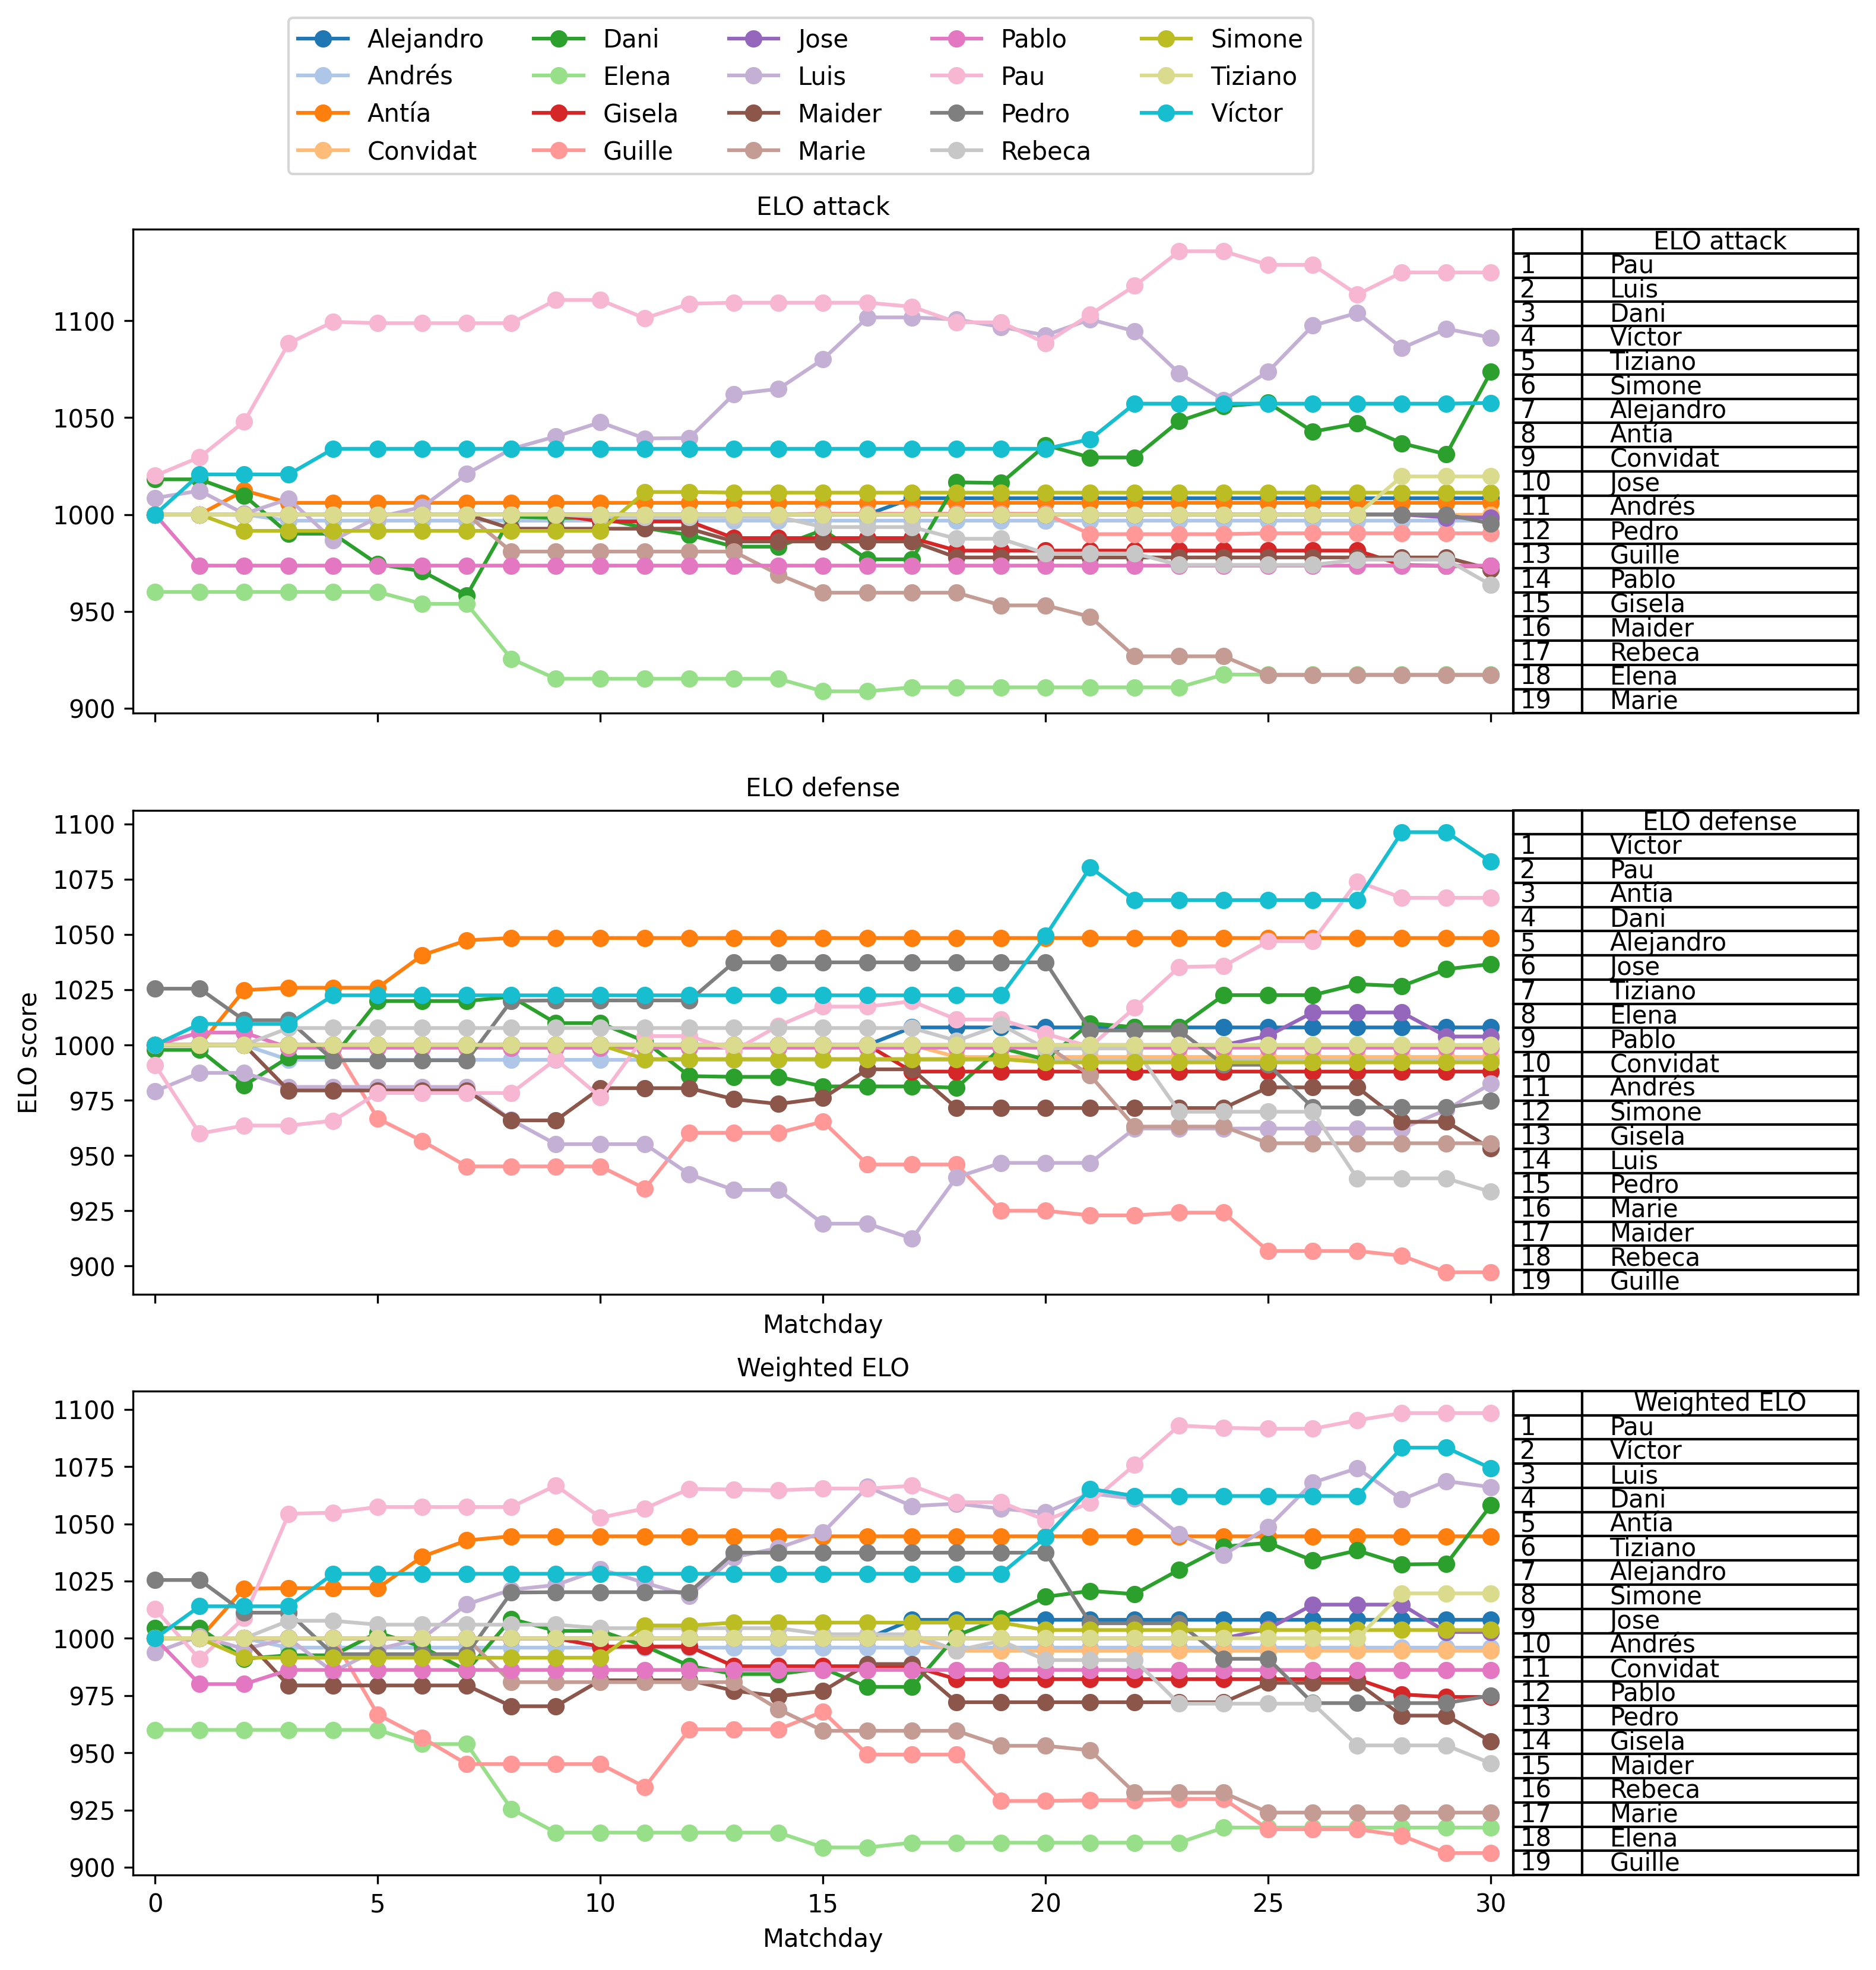 Alejandro Dani Jose Pablo Simone
Andrés Elena Luis Pau Tiziano
Antía Gisela Maider Pedro Víctor
Convidat Guille Marie Rebeca
ELO attack
1100
1050
1000
950
900
ELO attack
1 Pau
2 Luis
3 Dani
4 Víctor
5 Tiziano
6 Simone
7 Alejandro
8 Antía
9 Convidat
10 Jose
11 Andrés
12 Pedro
13 Guille
14 Pablo
15 Gisela
16 Maider
17 Rebeca
18 Elena
19 Marie
ELO defense
ELO score
1100
1075
1050
1025
1000
975
950
925
900
Matchday
ELO defense
1 Víctor
2 Pau
3 Antía
4 Dani
5 Alejandro
6 Jose
7 Tiziano
8 Elena
9 Pablo
10 Convidat
11 Andrés
12 Simone
13 Gisela
14 Luis
15 Pedro
16 Marie
17 Maider
18 Rebeca
19 Guille
Weighted ELO
1100
1075
1050
1025
1000
975
950
925
900
0 5 10 15 20 25 30
Matchday
Weighted ELO
1 Pau
2 Víctor
3 Luis
4 Dani
5 Antía
6 Tiziano
7 Alejandro
8 Simone
9 Jose
10 Andrés
11 Convidat
12 Pablo
13 Pedro
14 Gisela
15 Maider
16 Rebeca
17 Marie
18 Elena
19 Guille